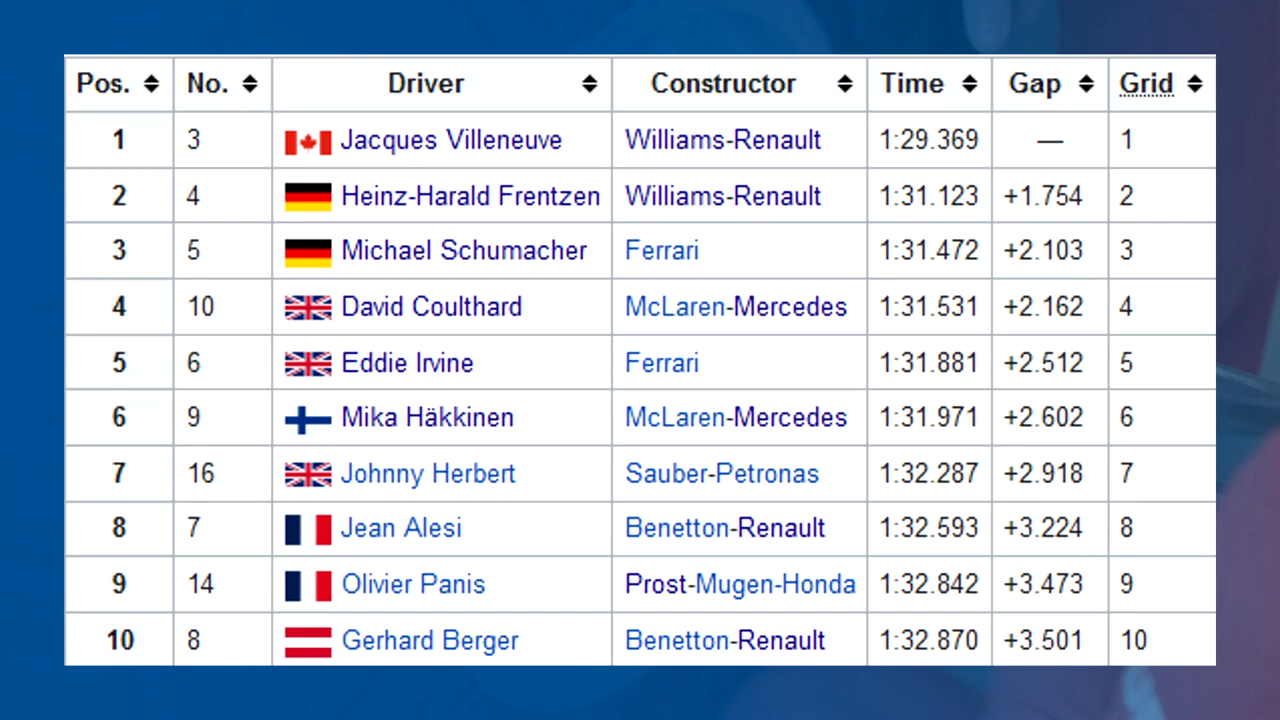 Pos. No. Driver Constructor Time Gap Grid
1 3 Jacques Villeneuve Williams-Renault 1:29.369 — 1
2 4 Heinz-Harald Frentzen Williams-Renault 1:31.123 +1.754 2
3 5 Michael Schumacher Ferrari 1:31.472 +2.103 3
4 10 David Coulthard McLaren-Mercedes 1:31.531 +2.162 4
5 6 Eddie Irvine Ferrari 1:31.881 +2.512 5
6 9 Mika Häkkinen McLaren-Mercedes 1:31.971 +2.602 6
7 16 Johnny Herbert Sauber-Petronas 1:32.287 +2.918 7
8 7 Jean Alesi Benetton-Renault 1:32.593 +3.224 8
9 14 Olivier Panis Prost-Mugen-Honda 1:32.842 +3.473 9
10 8 Gerhard Berger Benetton-Renault 1:32.870 +3.501 10